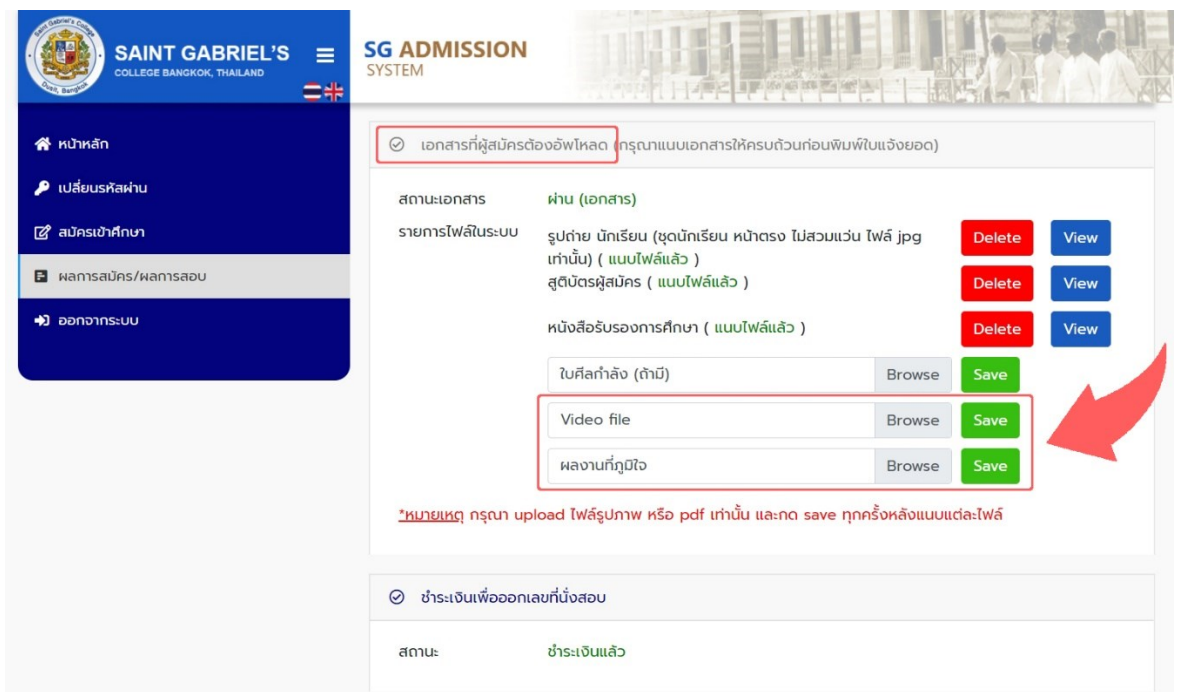 Saint Gabriel's College
Dusit, Bangkok
SAINT GABRIEL'S
COLLEGE BANGKOK, THAILAND
SG ADMISSION
SYSTEM
หน้าหลัก
เปลี่ยนรหัสผ่าน
สมัครเข้าศึกษา
ผลการสมัคร/ผลการสอบ
ออกจากระบบ
เอกสารที่ผู้สมัครต้องอัพโหลด (กรุณาแนบเอกสารให้ครบถ้วนก่อนพิมพ์ใบแจ้งยอด)
สถานะเอกสาร ผ่าน (เอกสาร)
รายการไฟล์ในระบบ รูปถ่าย นักเรียน (ชุดนักเรียน หน้าตรง ไม่สวมแว่น ไฟล์ jpg Delete View
เท่านั้น) ( แนบไฟล์แล้ว )
สูติบัตรผู้สมัคร ( แนบไฟล์แล้ว ) Delete View
หนังสือรับรองการศึกษา ( แนบไฟล์แล้ว ) Delete View
ใบศีลกำลัง (ถ้ามี) Browse Save
Video file Browse Save
ผลงานที่ภูมิใจ Browse Save
*หมายเหตุ กรุณา upload ไฟล์รูปภาพ หรือ pdf เท่านั้น และกด save ทุกครั้งหลังแนบแต่ละไฟล์
ชำระเงินเพื่อออกเลขที่นั่งสอบ
สถานะ ชำระเงินแล้ว